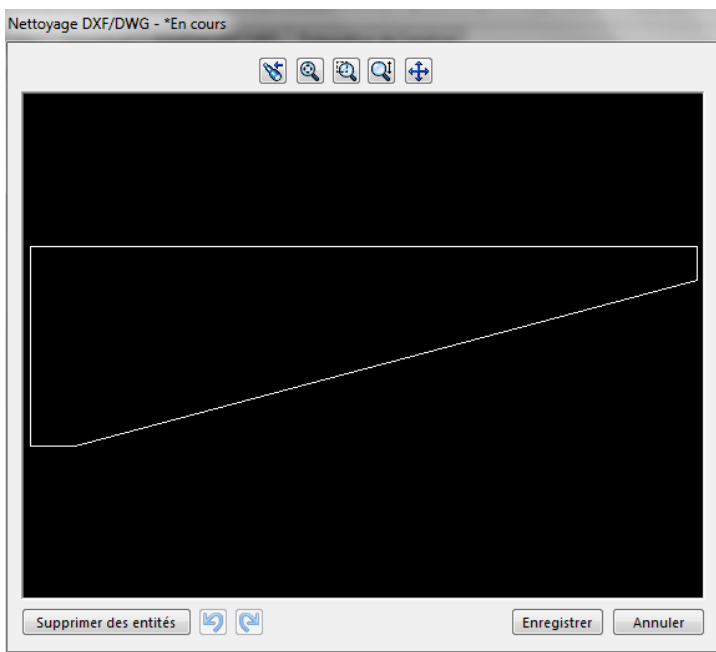 Nettoyage DXF/DWG - *En cours
Supprimer des entités Enregistrer Annuler